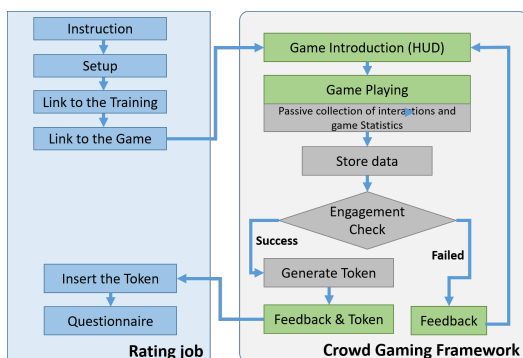 Instruction
Setup
Link to the Training
Link to the Game
Insert the Token
Questionnaire
Rating job
Game Introduction (HUD)
Game Playing
Passive collection of interactions and
game Statistics
Store data
Engagement
Check
Success
Failed
Generate Token
Feedback & Token
Feedback
Crowd Gaming Framework